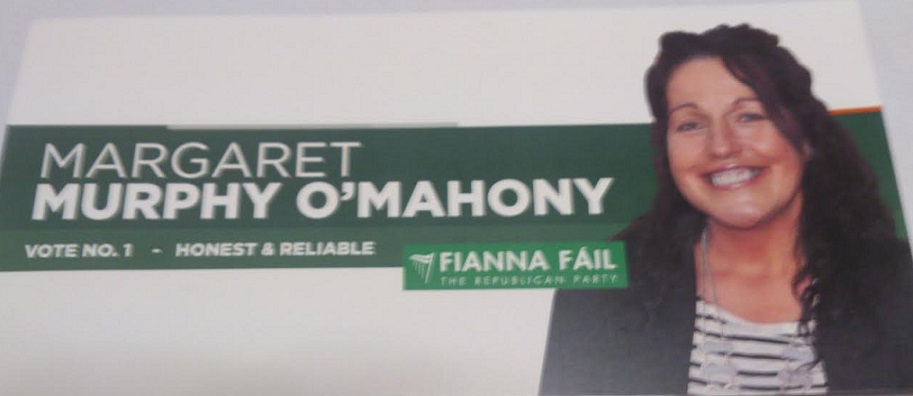 MARGARET
MURPHY O'MAHONY
VOTE NO. 1 - HONEST & RELIABLE
FIANNA FÁIL
THE REPUBLICAN PARTY